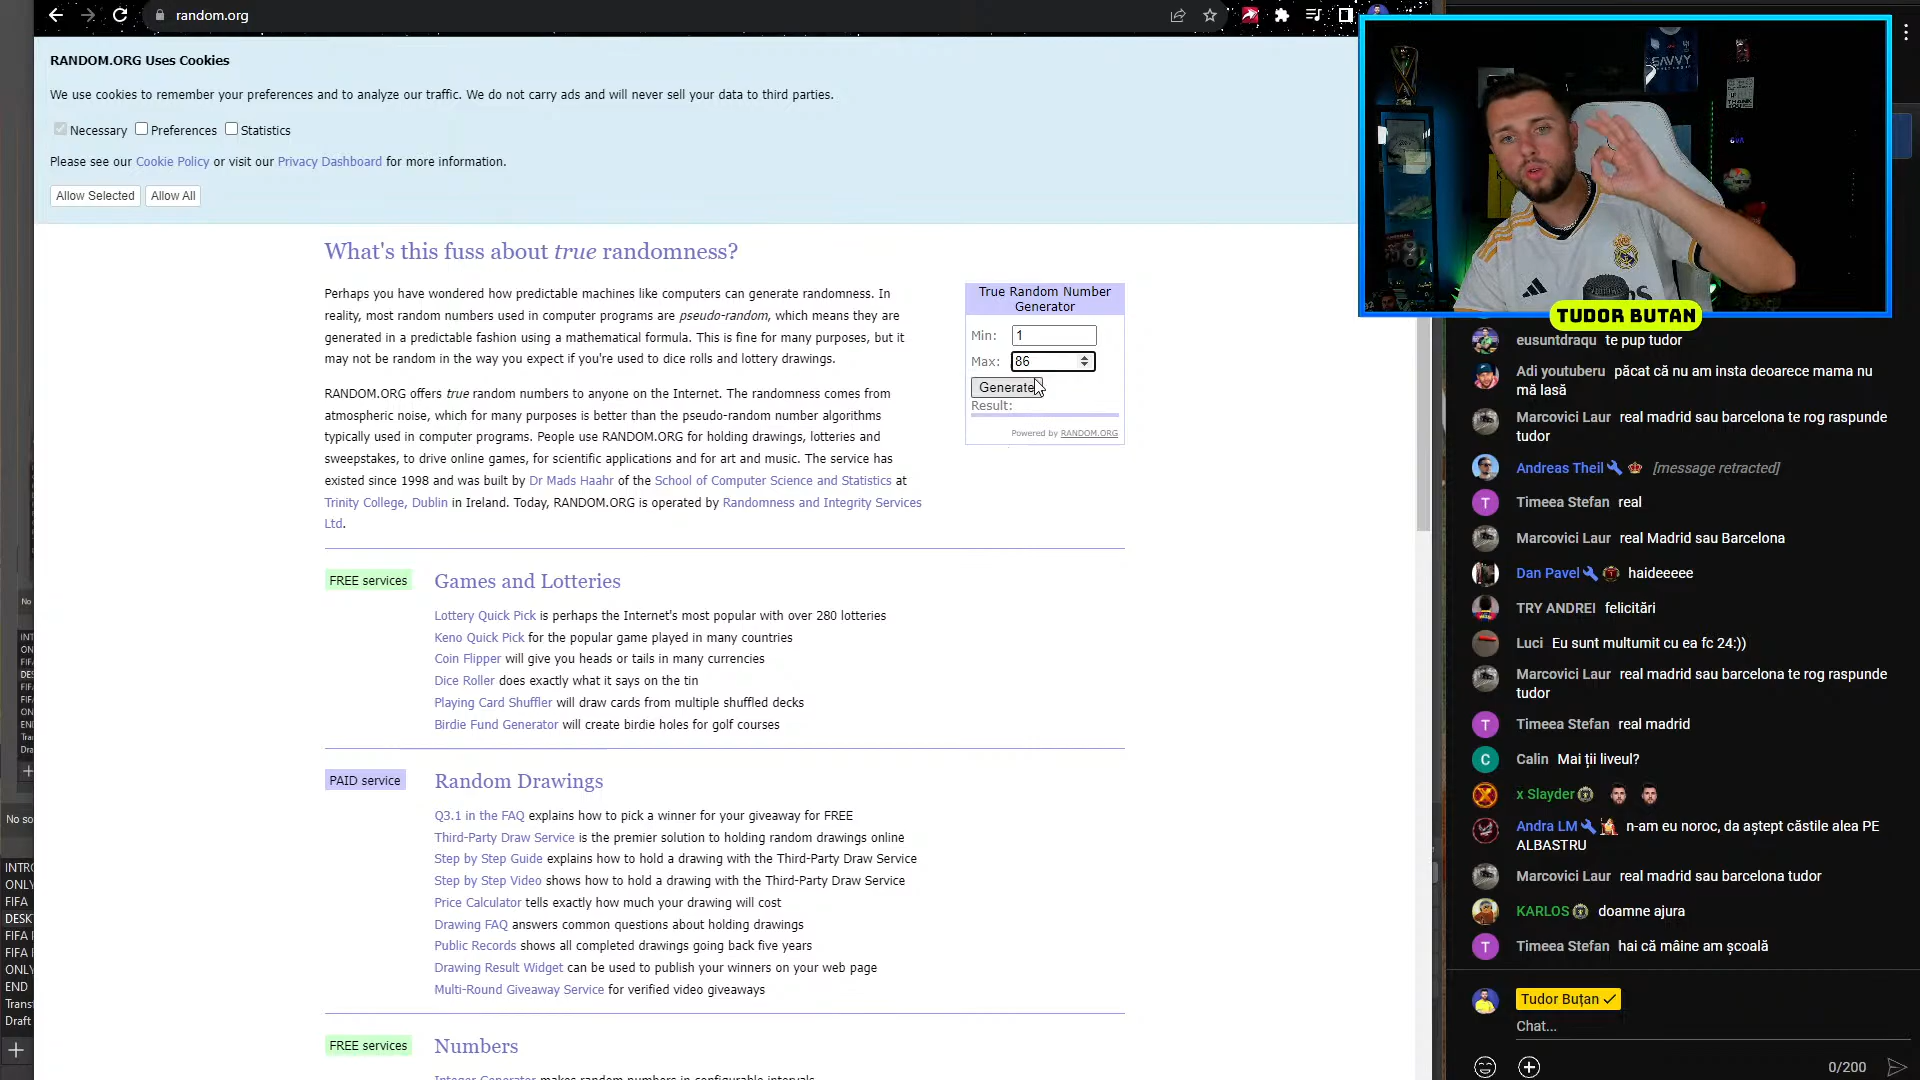 random.org
RANDOM.ORG Uses Cookies
We use cookies to remember your preferences and to analyze our traffic. We do not carry ads and will never sell your data to third parties.
Necessary Preferences Statistics
Please see our Cookie Policy or visit our Privacy Dashboard for more information.
Allow Selected Allow All
What's this fuss about true randomness?
Perhaps you have wondered how predictable machines like computers can generate randomness. In
reality, most random numbers used in computer programs are pseudo-random, which means they are
generated in a predictable fashion using a mathematical formula. This is fine for many purposes, but it
may not be random in the way you expect if you're used to dice rolls and lottery drawings.
RANDOM.ORG offers true random numbers to anyone on the Internet. The randomness comes from
atmospheric noise, which for many purposes is better than the pseudo-random number algorithms
typically used in computer programs. People use RANDOM.ORG for holding drawings, lotteries and
sweepstakes, to drive online games, for scientific applications and for art and music. The service has
existed since 1998 and was built by Dr Mads Haahr of the School of Computer Science and Statistics at
Trinity College, Dublin in Ireland. Today, RANDOM.ORG is operated by Randomness and Integrity Services
Ltd.
True Random Number
Generator
Min: 1
Max: 86
Generate
Result:
Powered by RANDOM.ORG
FREE services
Games and Lotteries
Lottery Quick Pick is perhaps the Internet's most popular with over 280 lotteries
Keno Quick Pick for the popular game played in many countries
Coin Flipper will give you heads or tails in many currencies
Dice Roller does exactly what it says on the tin
Playing Card Shuffler will draw cards from multiple shuffled decks
Birdie Fund Generator will create birdie holes for golf courses
PAID service
Random Drawings
Q3.1 in the FAQ explains how to pick a winner for your giveaway for FREE
Third-Party Draw Service is the premier solution to holding random drawings online
Step by Step Guide explains how to hold a drawing with the Third-Party Draw Service
Step by Step Video shows how to hold a drawing with the Third-Party Draw Service
Price Calculator tells exactly how much your drawing will cost
Drawing FAQ answers common questions about holding drawings
Public Records shows all completed drawings going back five years
Drawing Result Widget can be used to publish your winners on your web page
Multi-Round Giveaway Service for verified video giveaways
FREE services
Numbers
Integer Generator makes random numbers in configurable intervals
SAVVY
TUDOR BUTAN
eusuntdraqu te pup tudor
Adi youtuberu păcat că nu am insta deoarece mama nu
mă lasă
Marcovici Laur real madrid sau barcelona te rog raspunde
tudor
Andreas Theil [message retracted]
Timeea Stefan real
Marcovici Laur real Madrid sau Barcelona
Dan Pavel haideeeee
TRY ANDREI felicitări
Luci Eu sunt multumit cu ea fc 24:))
Marcovici Laur real madrid sau barcelona te rog raspunde
tudor
Timeea Stefan real madrid
Calin Mai ții liveul?
x Slayder
Andra LM n-am eu noroc, da aștept căstile alea PE
ALBASTRU
Marcovici Laur real madrid sau barcelona tudor
KARLOS doamne ajura
Timeea Stefan hai că mâine am școală
Tudor Buțan
Chat...
0/200
No so
INTRO
ONLY
FIFA
DESK
FIFA
FIFA
ONLY
END
Transt
Draft